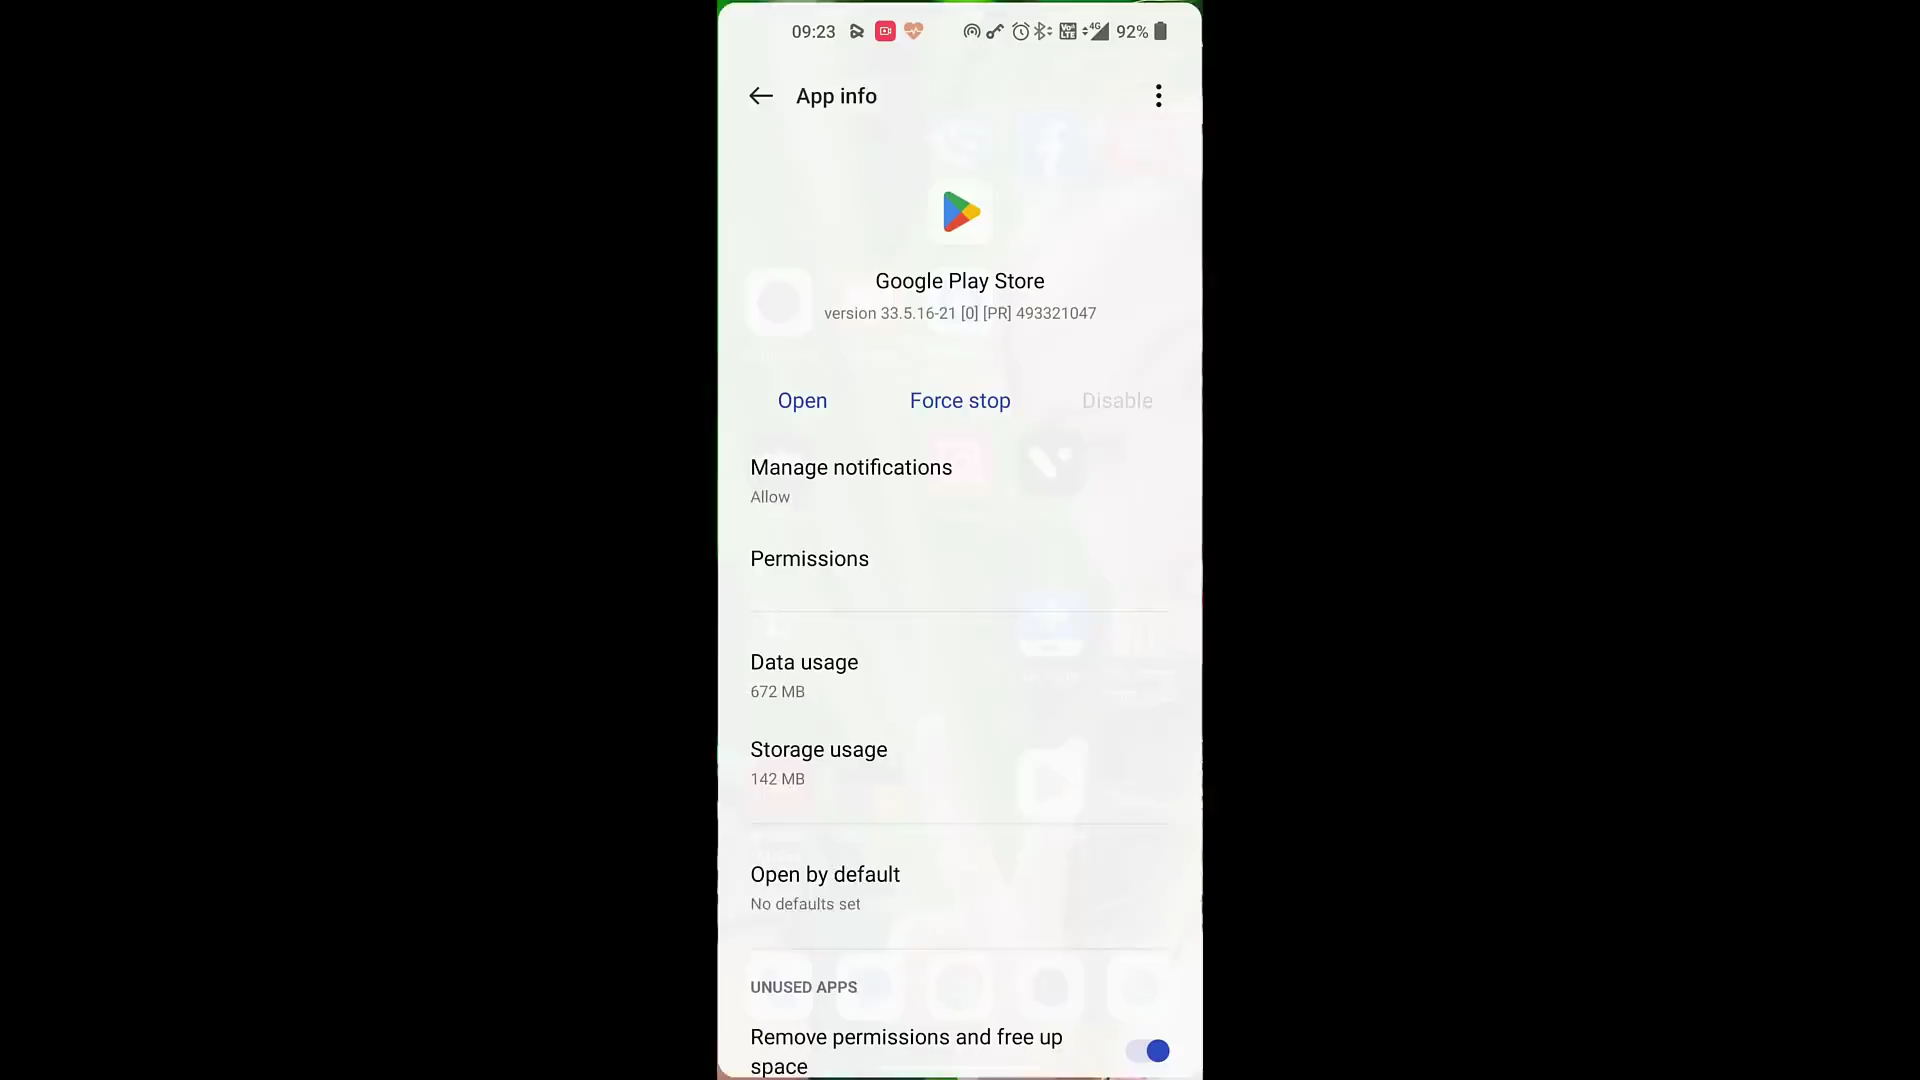 09:23 4G 92%
App info
Google Play Store
version 33.5.16-21 [0] [PR] 493321047
Open Force stop Disable
Manage notifications
Allow
Permissions
Data usage
672 MB
Storage usage
142 MB
Open by default
No defaults set
UNUSED APPS
Remove permissions and free up
space